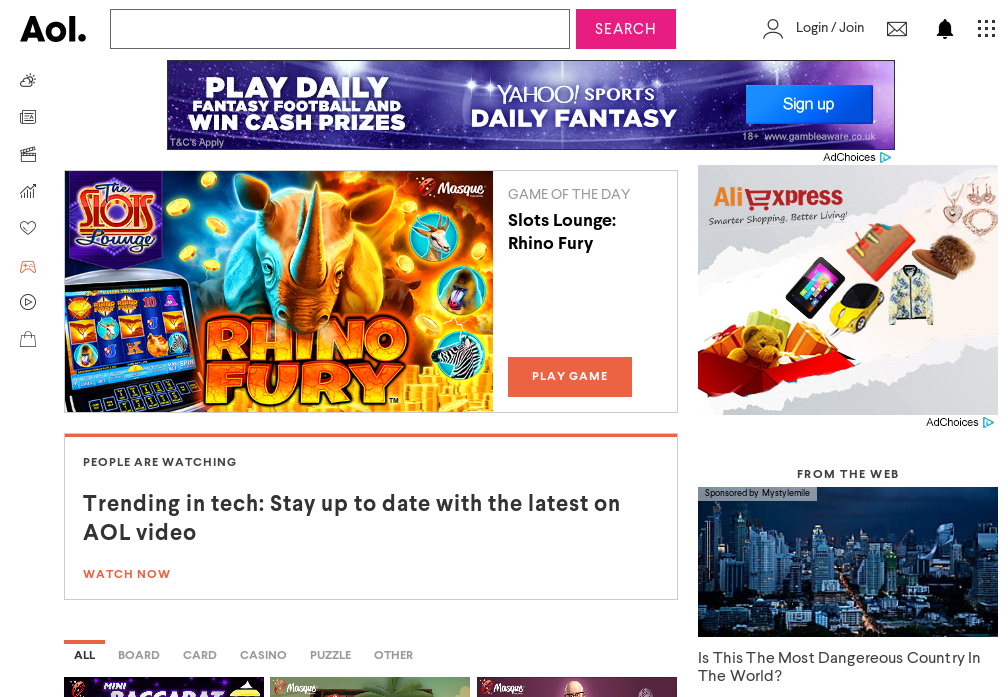 Aol.
SEARCH
Login / Join
PLAY DAILY
FANTASY FOOTBALL AND
WIN CASH PRIZES
T&C's Apply
YAHOO! SPORTS
DAILY FANTASY
Sign up
18+ www.gambleaware.co.uk
AdChoices
The
SLOTS
Lounge
Masque
RHINO
FURY
TM
GAME OF THE DAY
Slots Lounge:
Rhino Fury
PLAY GAME
AliExpress
Smarter Shopping, Better Living!
AdChoices
PEOPLE ARE WATCHING
Trending in tech: Stay up to date with the latest on
AOL video
WATCH NOW
FROM THE WEB
Sponsored by Mystylemile
Is This The Most Dangereous Country In
The World?
ALL BOARD CARD CASINO PUZZLE OTHER
Masque
MINI
BACCARAT
Masque
Masque